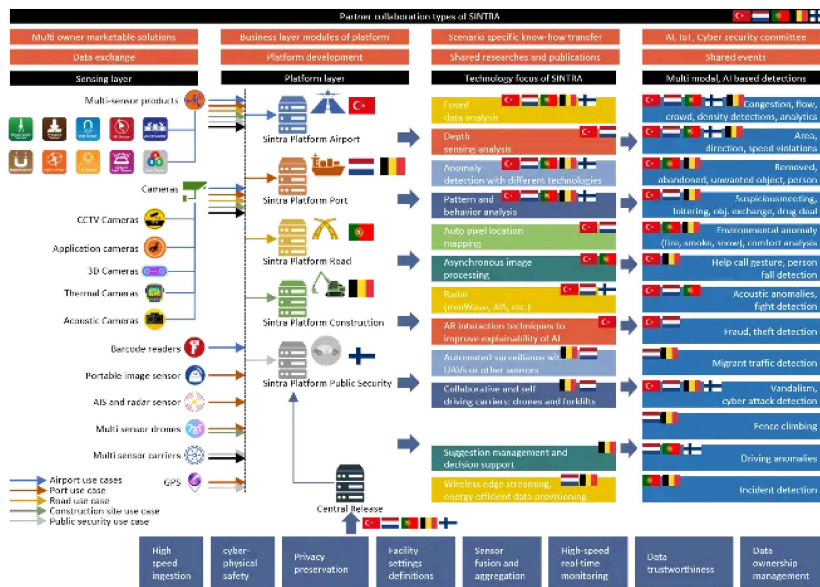 Partner collaboration types of SINTRA
Multi owner marketable solutions
Business layer modules of platform
Scenario specific know-how transfer
AI, IoT, Cyber security committee
Data exchange
Platform development
Shared researches and publications
Shared events
Sensing layer
Platform layer
Technology focus of SINTRA
Multi modal, AI based detections
Multi-sensor products
Cameras
CCTV Cameras
Application cameras
3D Cameras
Thermal Cameras
Acoustic Cameras
Barcode readers
Portable image sensor
AIS and radar sensor
Multi sensor drones
Multi sensor carriers
GPS
Airport use cases
Port use case
Road use case
Construction site use case
Public security use case
Sintra Platform Airport
Sintra Platform Port
Sintra Platform Road
Sintra Platform Construction
Sintra Platform Public Security
Central Release
Fused
data analysis
Depth
sensing analysis
Anomaly
detection with different technologies
Pattern and
behavior analysis
Auto pixel location
mapping
Asynchronous image
processing
Radar
(mmWave, AIS, etc.)
AR interaction techniques to
improve explainability of AI
Automated surveillance with
UAVs or other sensors
Collaborative and self
driving carriers: drones and forklifts
Suggestion management and
decision support
Wireless edge streaming,
energy efficient data provisioning
Congestion, flow,
crowd, density detections, analytics
Area,
direction, speed violations
Removed,
abandoned, unwanted object, person
Suspiciousmeeting,
loitering, obj. exchange, drug deal
Environmental anomaly
(fire, smoke, snow), comfort analysis
Help call gesture, person
fall detection
Acoustic anomalies,
fight detection
Fraud, theft detection
Migrant traffic detection
Vandalism,
cyber attack detection
Fence climbing
Driving anomalies
Incident detection
High
speed
ingestion
cyber-
physical
safety
Privacy
preservation
Facility
settings
definitions
Sensor
fusion and
aggregation
High-speed
real-time
monitoring
Data
trustworthiness
Data
ownership
management